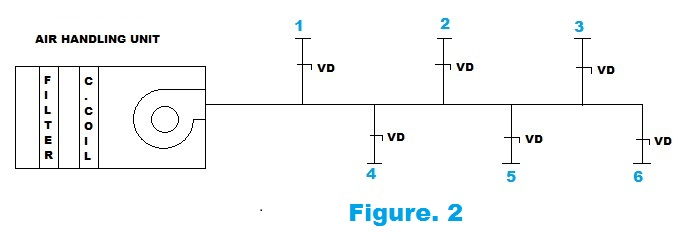 1
2
3
AIR HANDLING UNIT
VD
VD
VD
FILTER
C.COIL
VD
VD
VD
4
5
6
Figure. 2